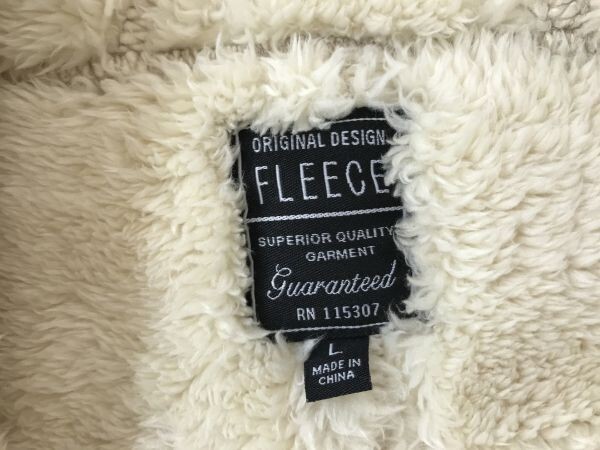 ORIGINAL DESIGN
FLEECE
SUPERIOR QUALITY
GARMENT
Guaranteed
RN 115307
L
MADE IN
CHINA